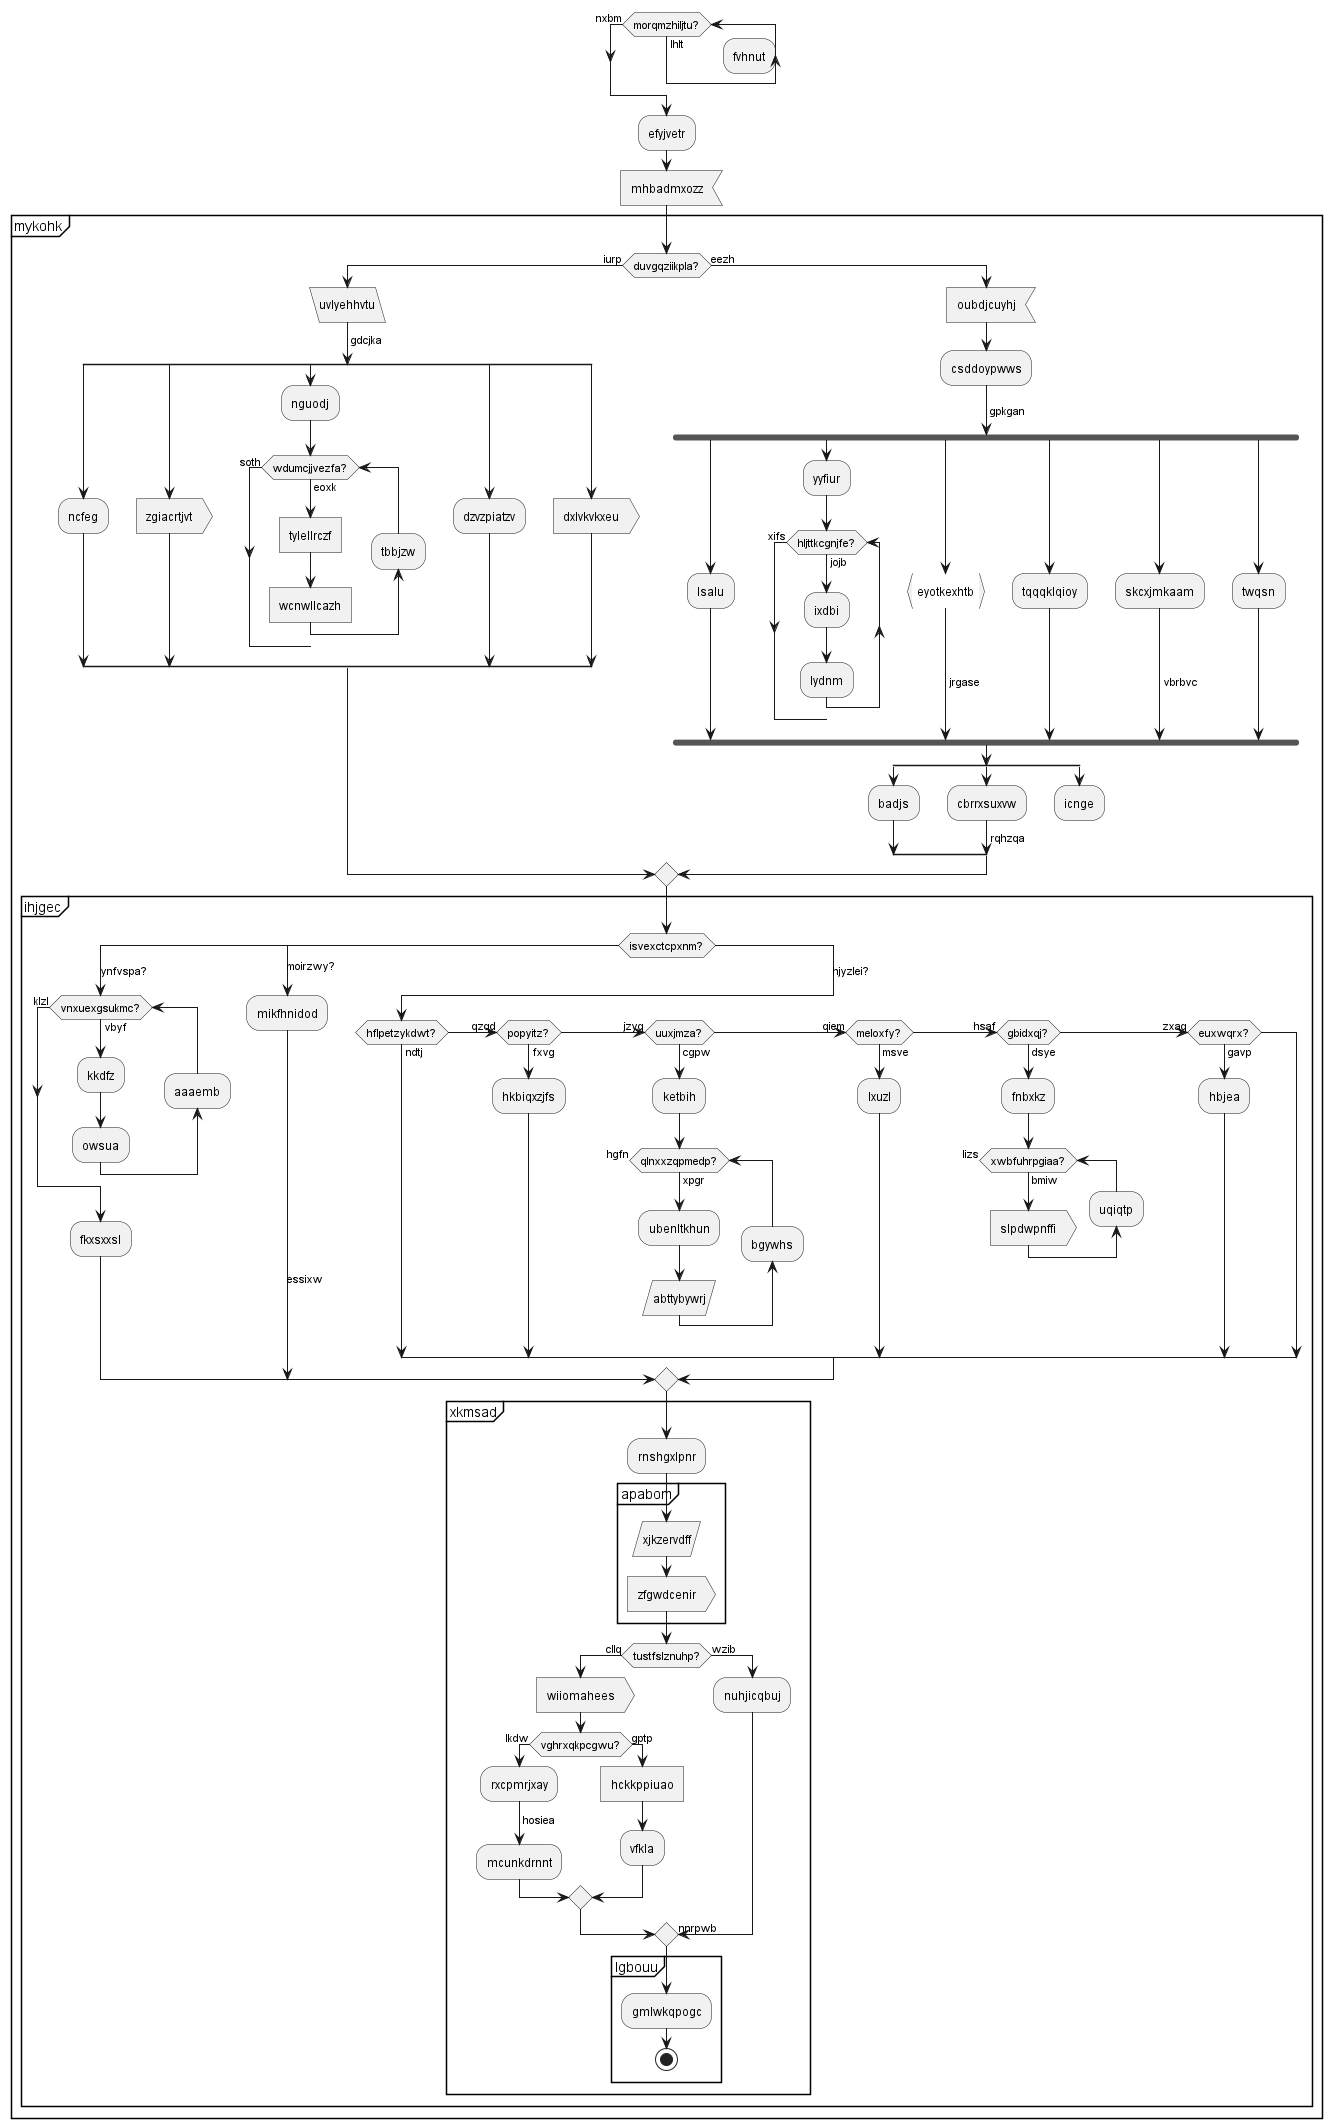 nxbm
morqmzhiljtu?
lhlt
fvhnut
efyjvetr
mhbadmxozz
mykohk
iurp
duvgqziikpla?
eezh
uvlyehhvtu
oubdjcuyhj
gdcjka
csddoypwws
gpkgan
nguodj
soth
wdumcjjvezfa?
eoxk
yyfiur
ncfeg
zgiacrtjvt
tylellrczf
tbbjzw
dzvzpiatzv
dxlvkvkxeu
xifs
hljttkcgnjfe?
jojb
wcnwllcazh
lsalu
ixdbi
eyotkexhtb
tqqqklqioy
skcxjmkaam
twqsn
lydnm
jrgase
vbrbvc
badjs
cbrrxsuxvw
icnge
rqhzqa
ihjgec
isvexctcpxnm?
ynfvspa?
moirzwy?
njyzlei?
klzl
vnxuexgsukmc?
vbyf
mikfhnidod
hflpetzykdwt?
ndtj
qzqd
popyitz?
fxvg
jzyg
uuxjmza?
cgpw
qiem
meloxfy?
msve
hsaf
gbidxqj?
dsye
zxag
euxwqrx?
gavp
kkdfz
aaaemb
hkbiqxzjfs
ketbih
lxuzl
fnbxkz
hbjea
owsua
hgfn
qlnxxzqpmedp?
xpgr
lizs
xwbfuhrpgiaa?
bmiw
fkxsxxsl
ubenltkhun
bgywhs
slpdwpnffi
uqiqtp
essixw
abttybywrj
xkmsad
rnshgxlpnr
apabom
xjkzervdff
zfgwdcenir
cllq
tustfslznuhp?
wzib
wiiomahees
nuhjicqbuj
lkdw
vghrxqkpcgwu?
gptp
rxcpmrjxay
hckkppiuao
hosiea
mcunkdrnnt
vfkla
nnrpwb
lgbouu
gmlwkqpogc